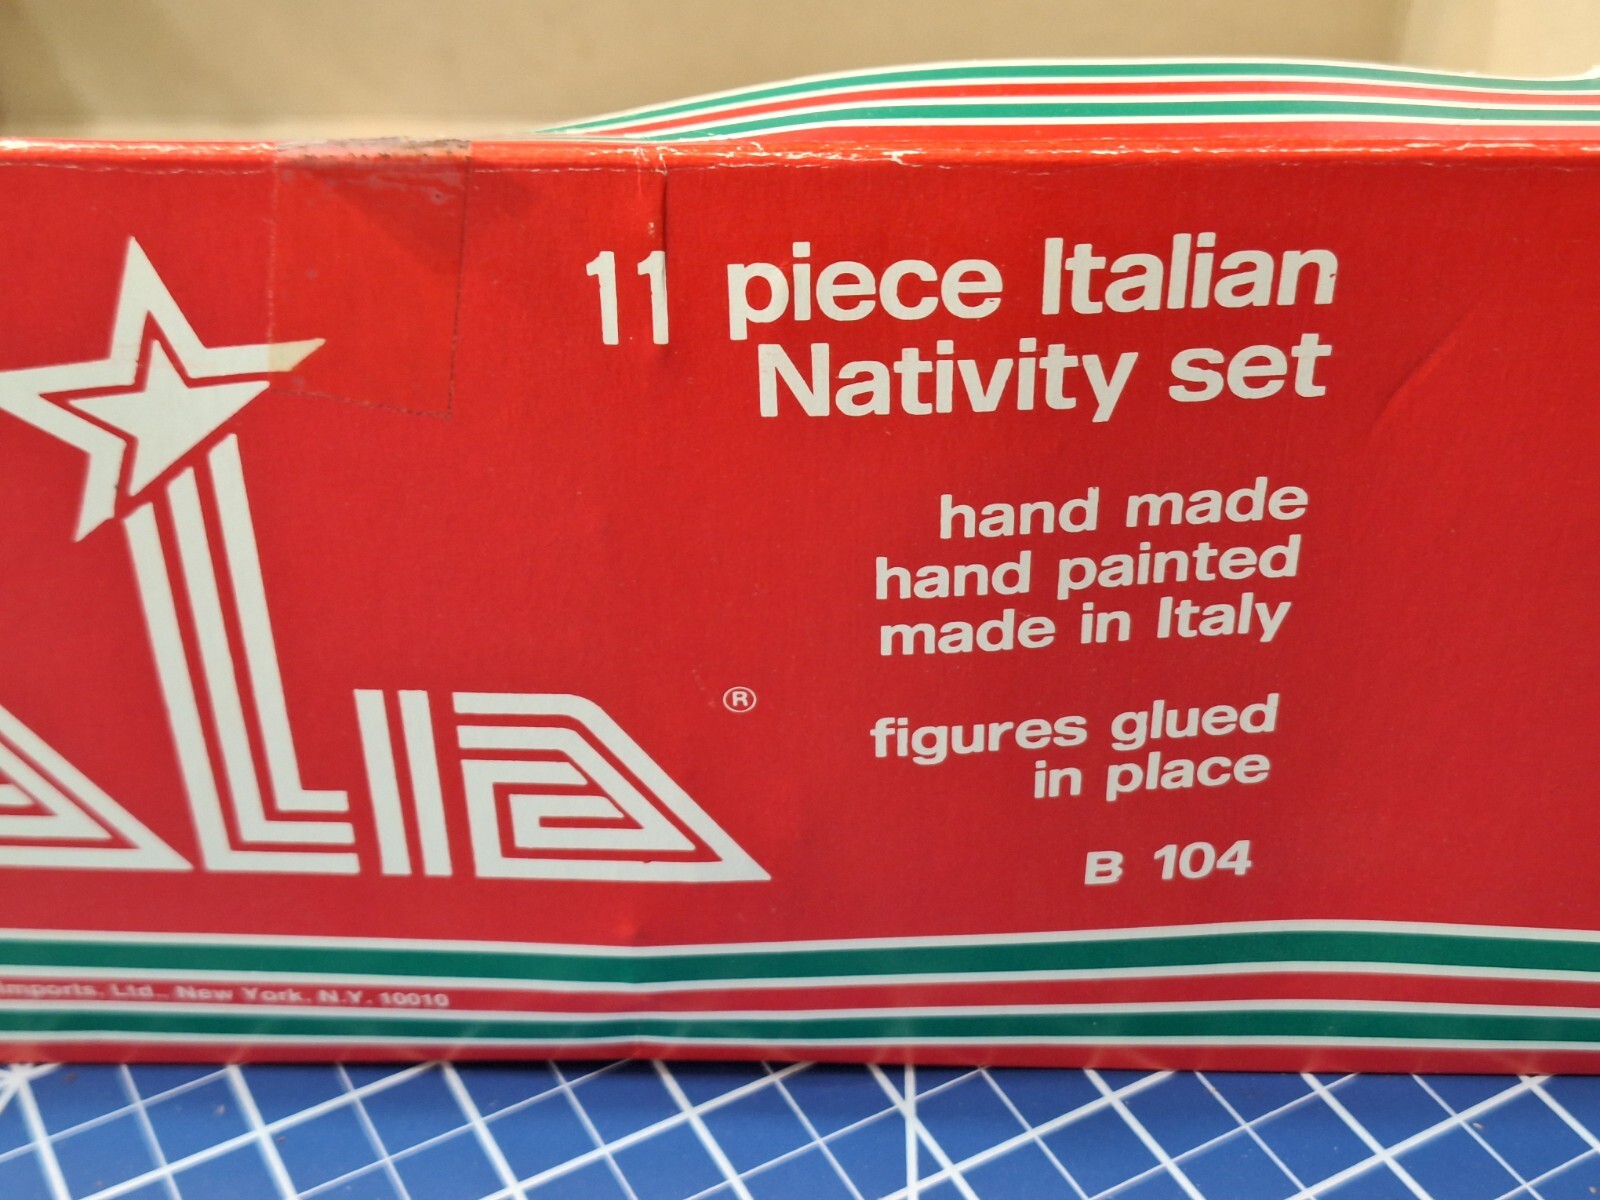 11 piece Italian
Nativity set
hand made
hand painted
made in Italy
figures glued
in place
B 104
Lia
®
Imports, Ltd., New York, N.Y. 10010